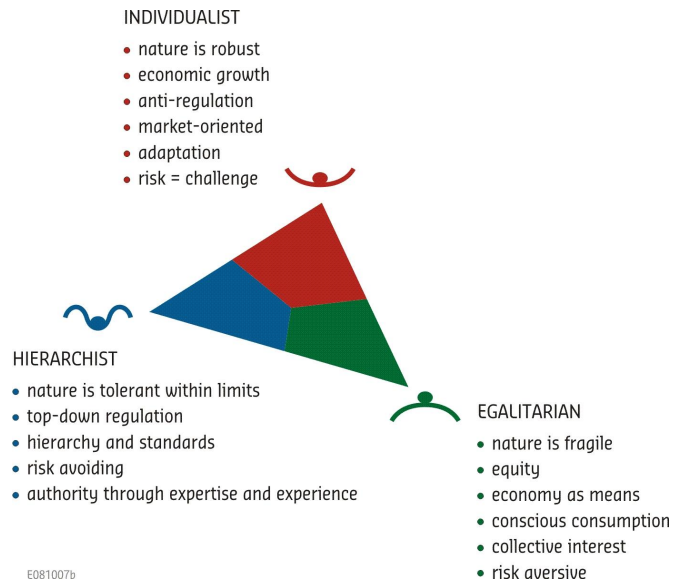 INDIVIDUALIST
• nature is robust
• economic growth
• anti-regulation
• market-oriented
• adaptation
• risk = challenge
HIERARCHIST
• nature is tolerant within limits
• top-down regulation
• hierarchy and standards
• risk avoiding
• authority through expertise and experience
EGALITARIAN
• nature is fragile
• equity
• economy as means
• conscious consumption
• collective interest
• risk aversive
E081007b